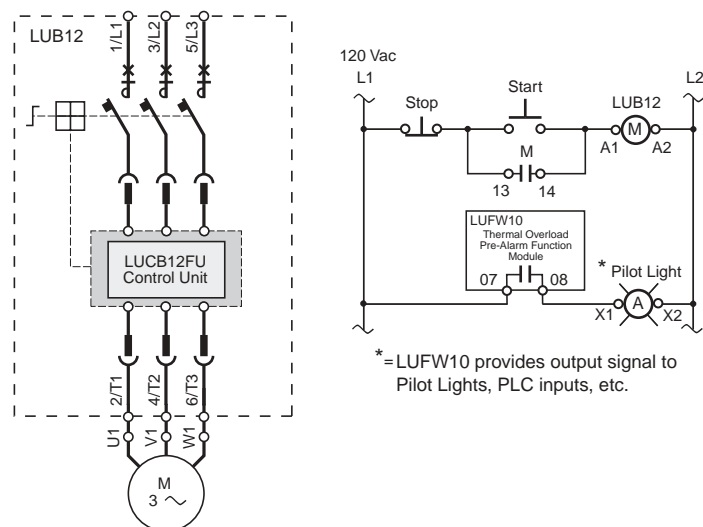 LUB12
1/L1
3/L2
5/L3
LUCB12FU
Control Unit
2/T1
4/T2
6/T3
U1
V1
W1
M
3
120 Vac
L1
L2
Stop
Start
LUB12
M
A1
A2
M
13
14
LUFW10
Thermal Overload
Pre-Alarm Function
Module
07
08
* Pilot Light
A
X1
X2
*=LUFW10 provides output signal to
Pilot Lights, PLC inputs, etc.